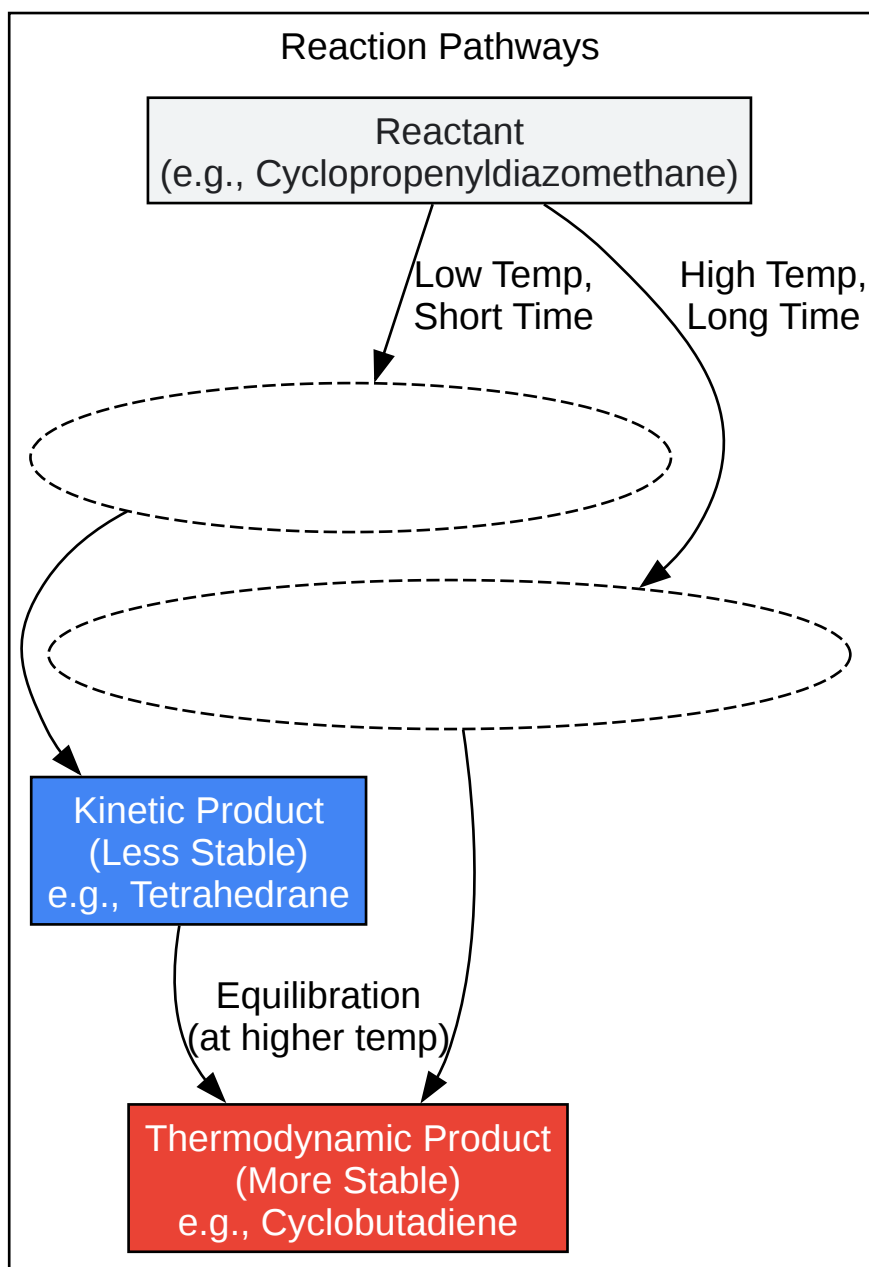 Reaction Pathways
Reactant
(e.g., Cyclopropenyldiazomethane)
Low Temp,
Short Time
High Temp,
Long Time
Kinetic Product
(Less Stable)
e.g., Tetrahedrane
Equilibration
(at higher temp)
Thermodynamic Product
(More Stable)
e.g., Cyclobutadiene